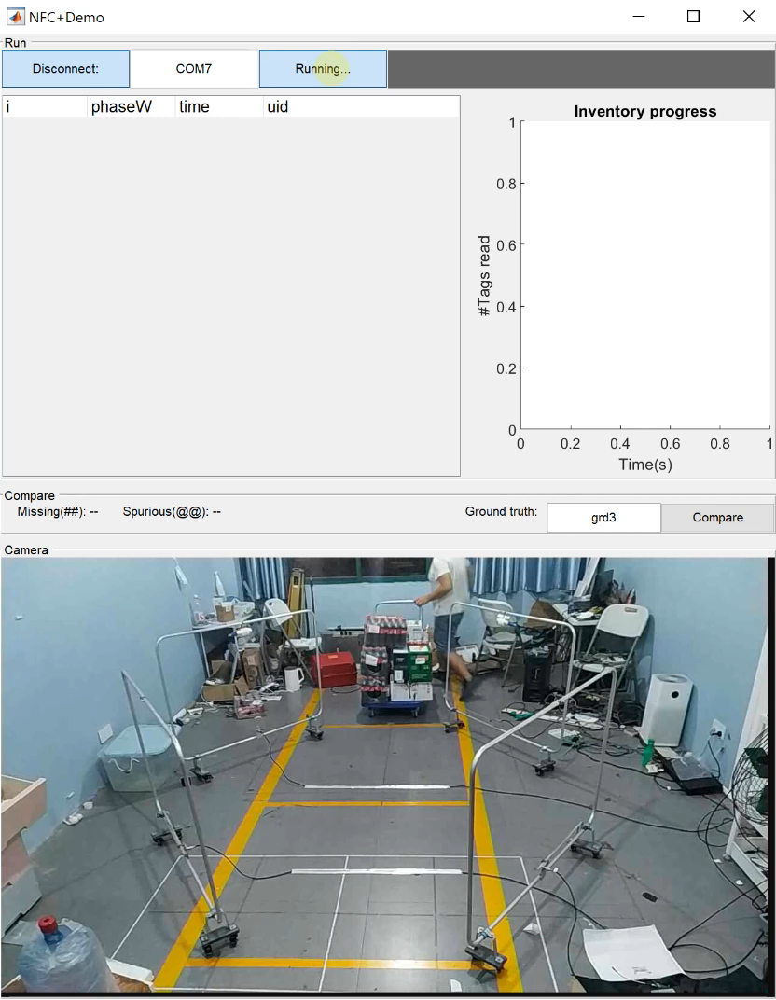 NFC+Demo
Run
Disconnect: COM7 Running...
i phaseW time uid
Inventory progress
1
0.8
0.6
0.4
0.2
0
#Tags read
0 0.2 0.4 0.6 0.8 1
Time(s)
Compare
Missing(##): -- Spurious(@@): -- Ground truth: grd3 Compare
Camera